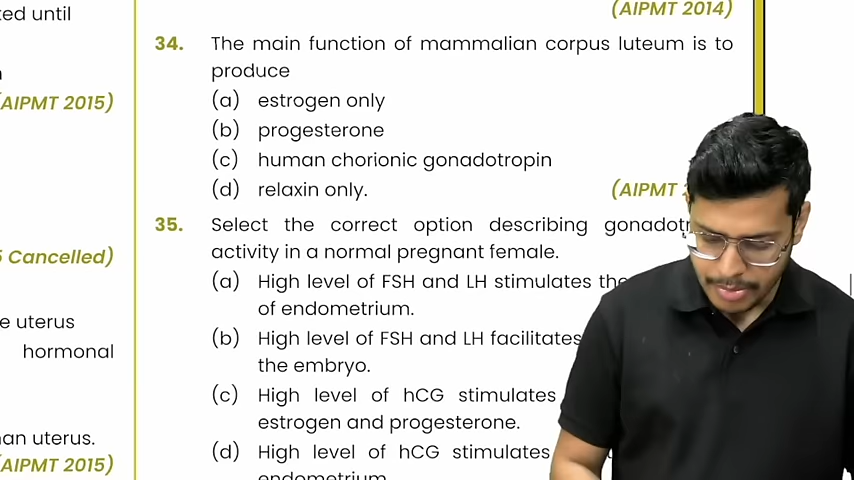 ted until
(AIPMT 2015)
5 Cancelled)
e uterus
hormonal
an uterus.
AIPMT 2015)
(AIPMT 2014)
34. The main function of mammalian corpus luteum is to
produce
(a) estrogen only
(b) progesterone
(c) human chorionic gonadotropin
(d) relaxin only.
(AIPMT
35. Select the correct option describing
activity in a normal pregnant female.
(a) High level of FSH and LH stimulates the
of endometrium.
(b) High level of FSH and LH facilitates
the embryo.
(c) High level of hCG stimulates
estrogen and progesterone.
(d) High level of hCG stimulates
endometrium